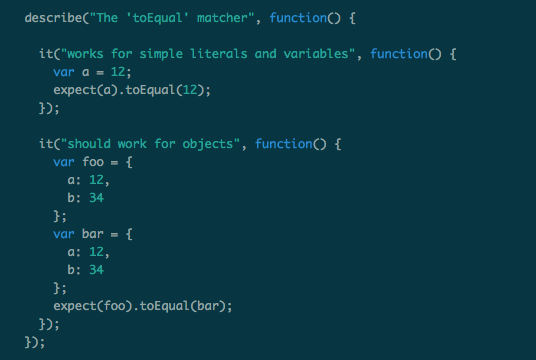 describe("The 'toEqual' matcher", function() {
it("works for simple literals and variables", function() {
var a = 12;
expect(a).toEqual(12);
});
it("should work for objects", function() {
var foo = {
a: 12,
b: 34
};
var bar = {
a: 12,
b: 34
};
expect(foo).toEqual(bar);
});
});